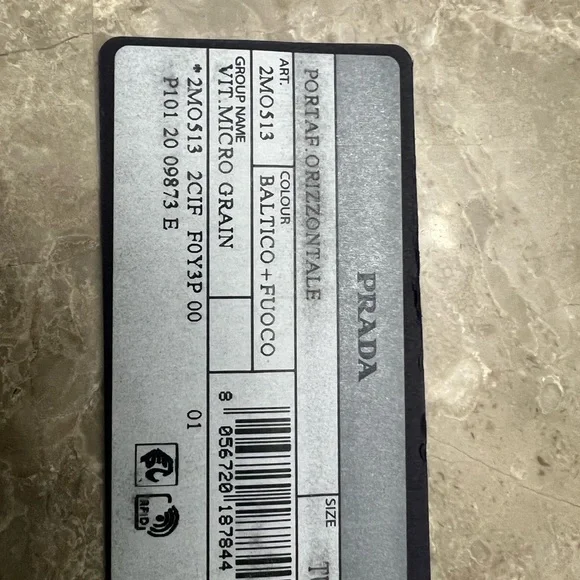 PRADA
PORTAF.ORIZZONTALE
SIZE
ART.
2MO513
COLOUR
BALTICO+FUOCO
GROUP NAME
VIT.MICRO GRAIN
8 056720 187844
*2MO513 2CIF F0Y3P 00 01
P101 20 09873 E
RFID